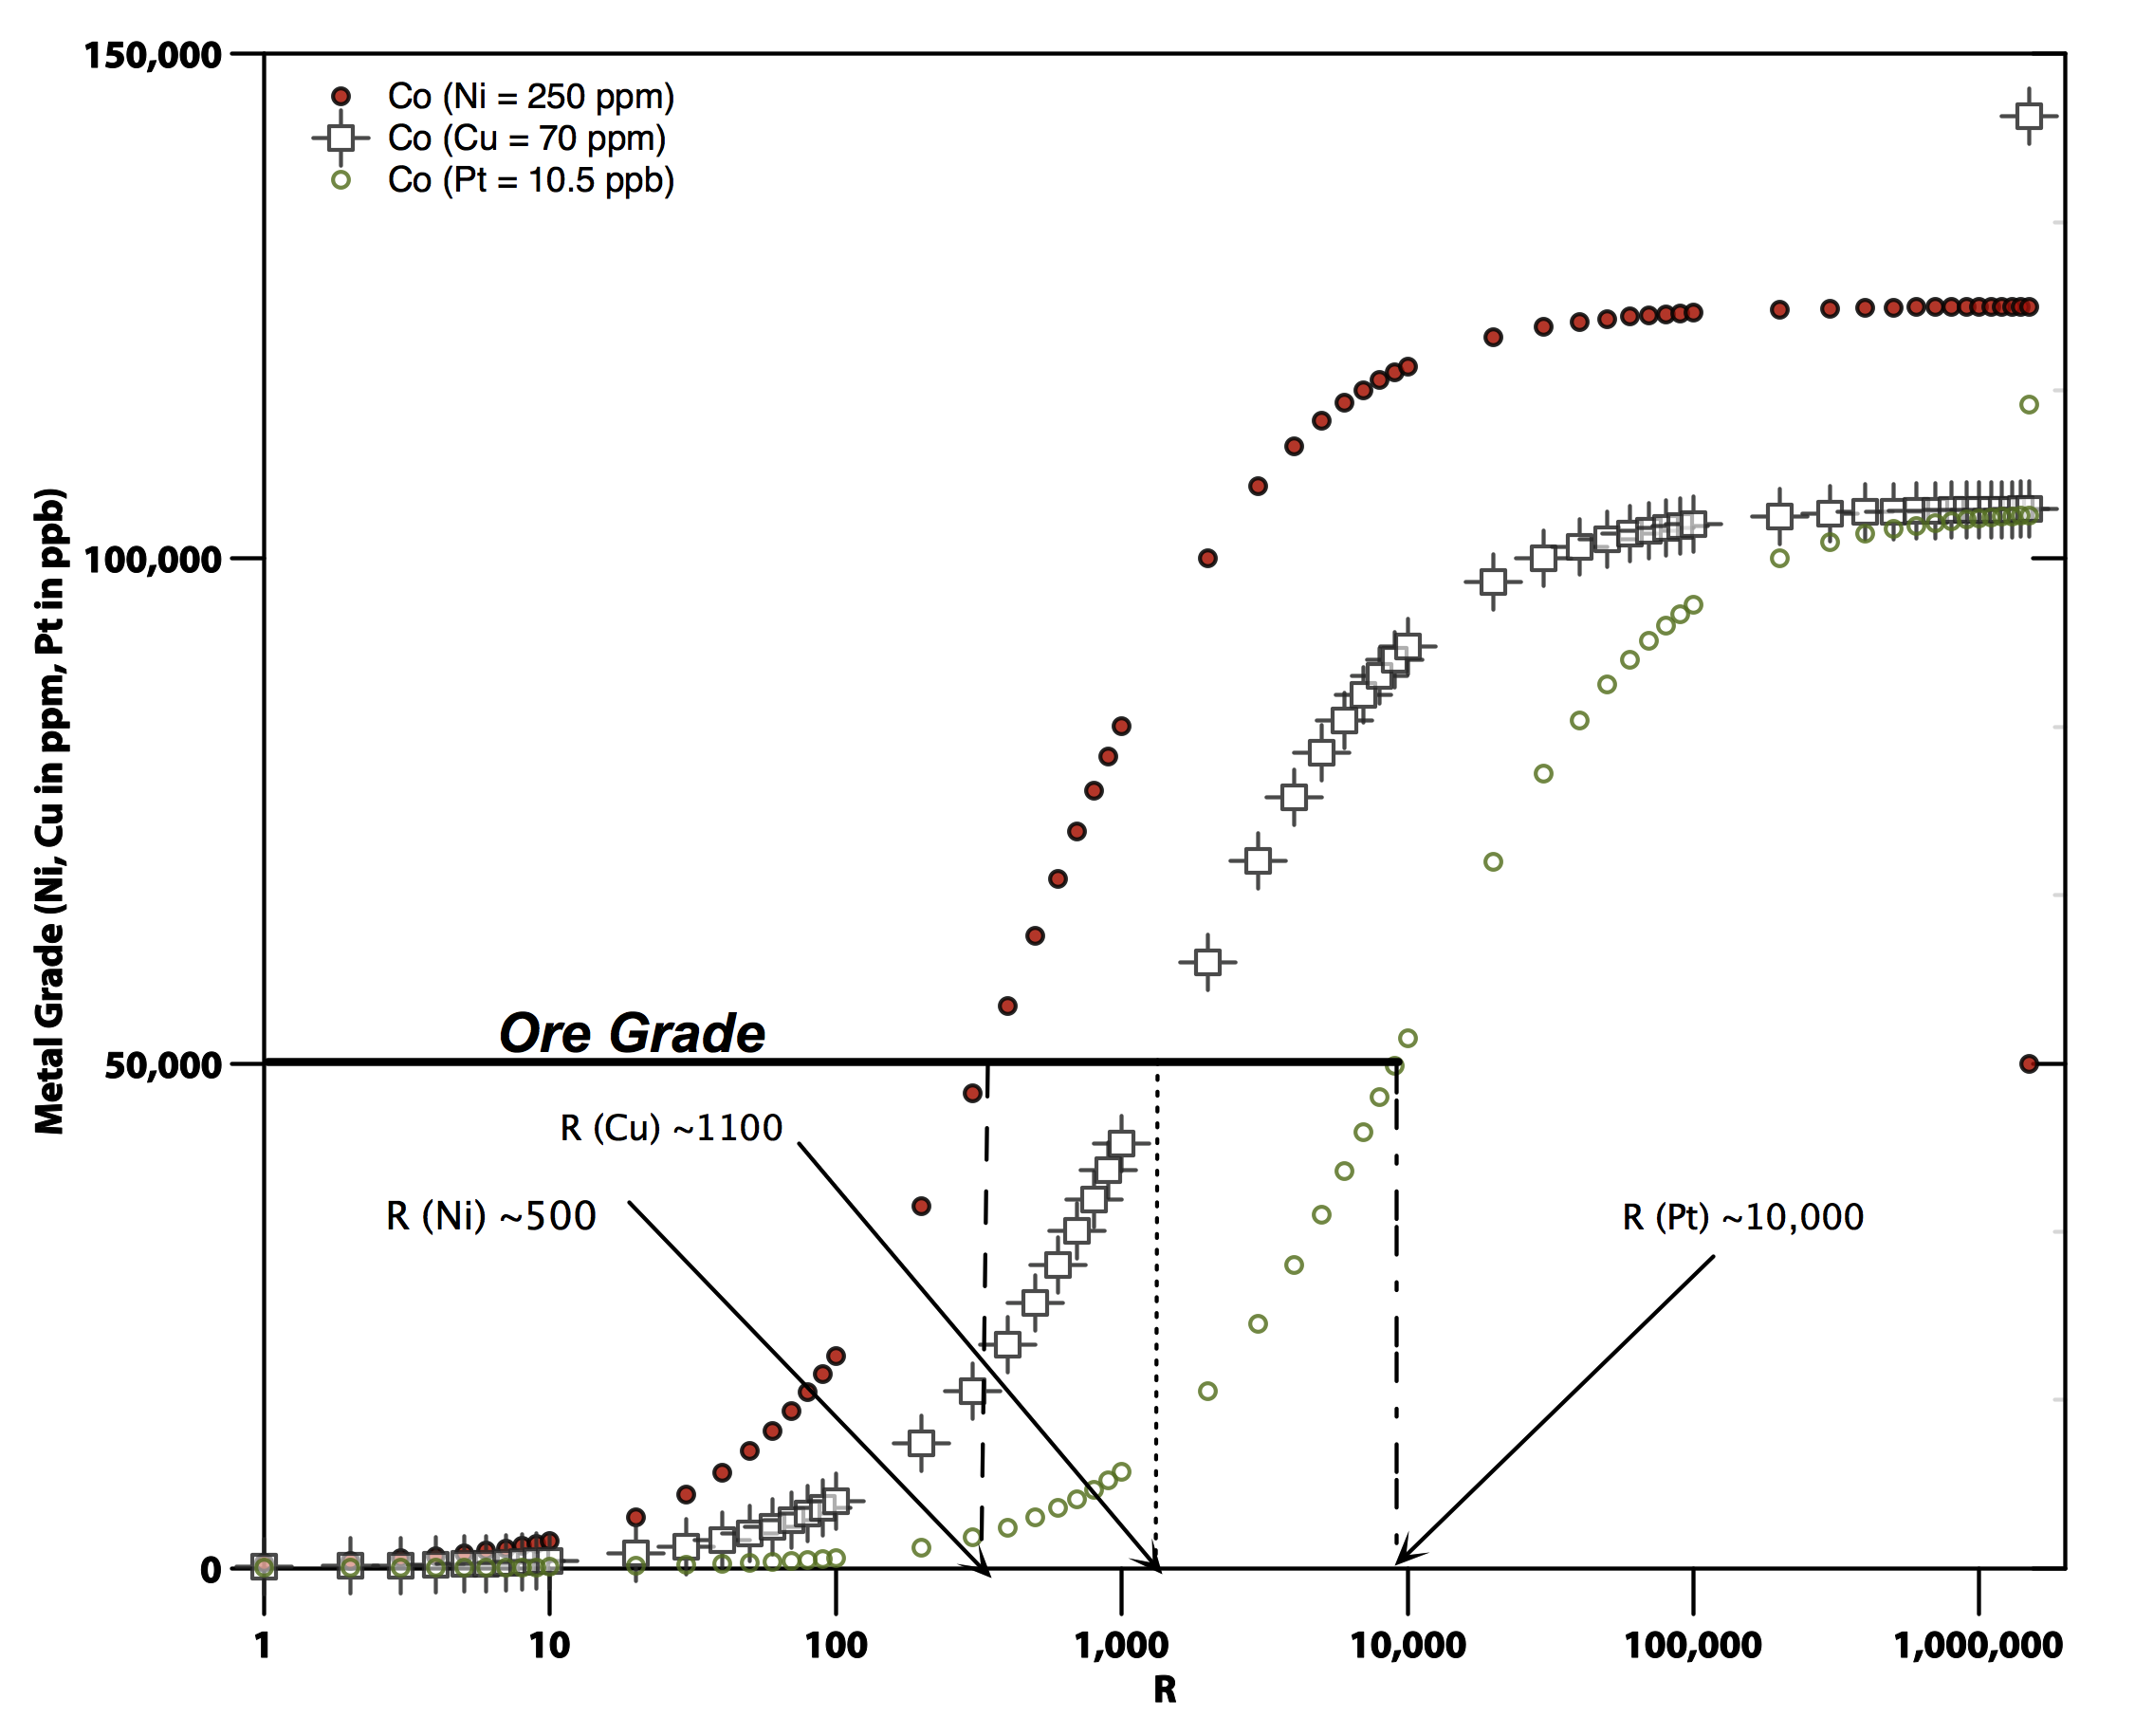 150,000
Co (Ni = 250 ppm)
Co (Cu = 70 ppm)
Co (Pt = 10.5 ppb)
100,000
Metal Grade (Ni, Cu in ppm, Pt in ppb)
Ore Grade
50,000
R (Cu) ~1100
R (Ni) ~500
R (Pt) ~10,000
0
1 10 100 1,000 10,000 100,000 1,000,000
R